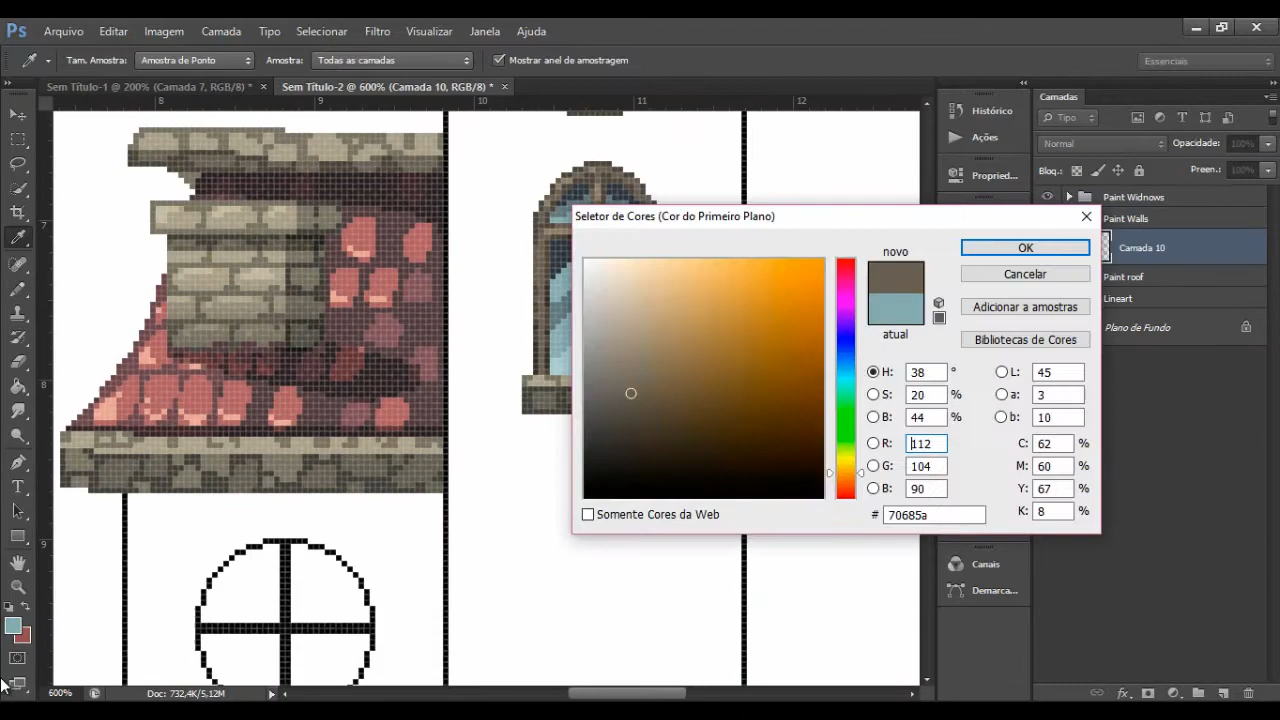 Ps Arquivo Editar Imagem Camada Tipo Selecionar Filtro Visualizar Janela Ajuda
Tam. Amostra: Amostra de Ponto Amostra: Todas as camadas Mostrar anel de amostragem Essenciais
Sem Título-1 @ 200% (Camada 7, RGB/8) * × Sem Título-2 @ 600% (Camada 10, RGB/8) * ×
8 9 10 11 12
7
8
9
Histórico
Ações
Propried...
Canais
Demarca...
Camadas
Tipo
Normal Opacidade: 100%
Bloq.: Preen.: 100%
Paint Widnows
Paint Walls
Camada 10
Paint roof
Lineart
Plano de Fundo
Seletor de Cores (Cor do Primeiro Plano)
novo
atual
OK
Cancelar
Adicionar a amostras
Bibliotecas de Cores
H: 38 ° L: 45
S: 20 % a: 3
B: 44 % b: 10
R: 112 C: 62 %
G: 104 M: 60 %
B: 90 Y: 67 %
# 70685a K: 8 %
Somente Cores da Web
T
600% Doc: 732,4K/5,12M
fx